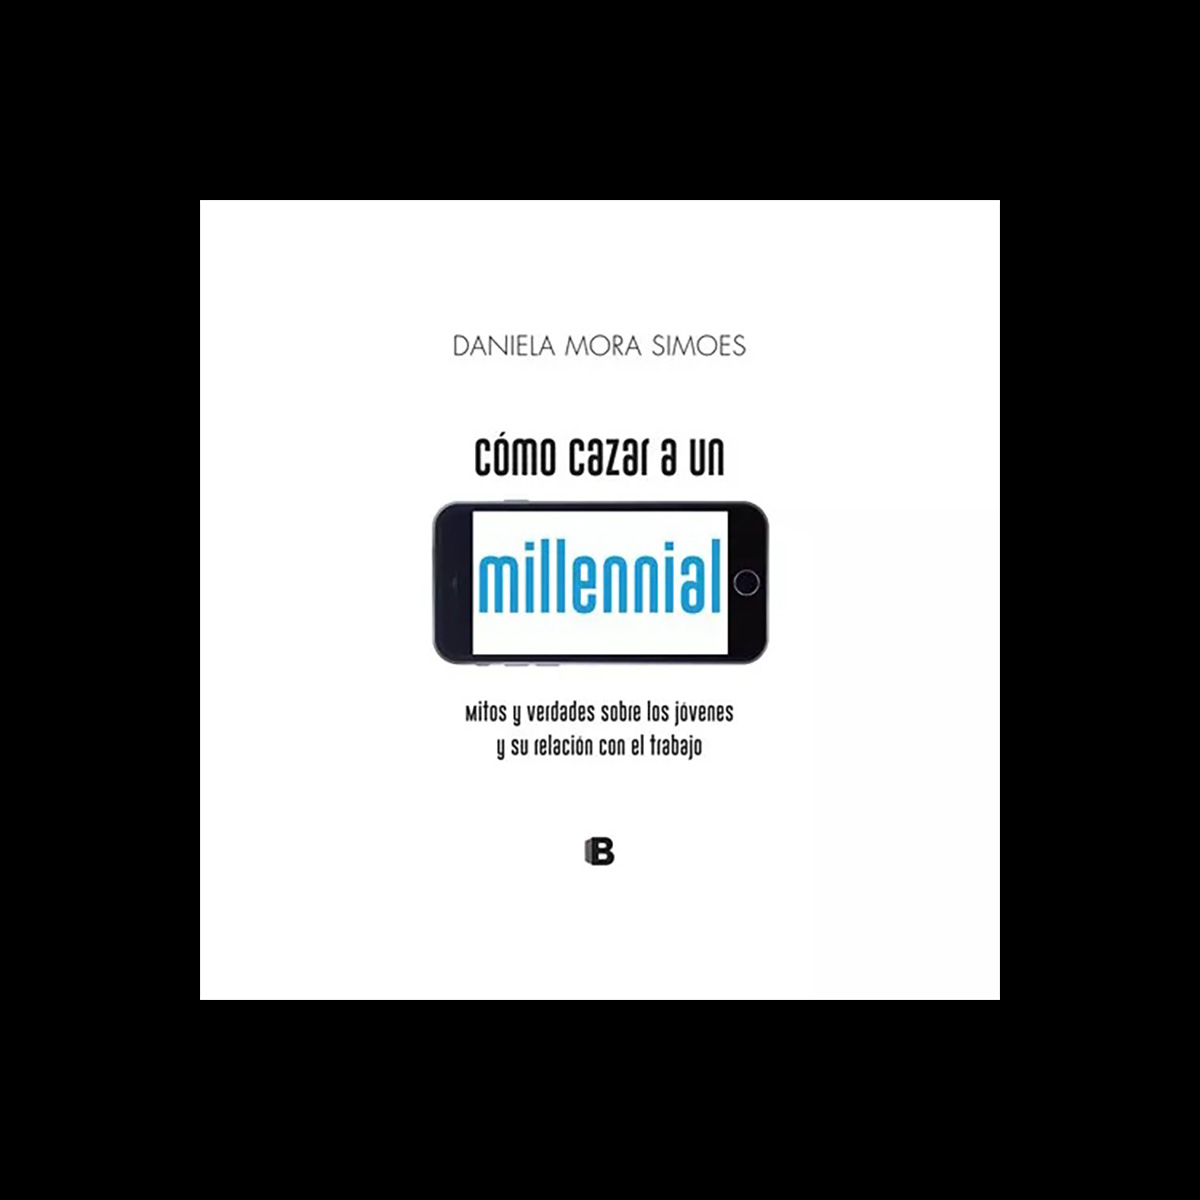 DANIELA MORA SIMOES
cómo cazar a un
millennial
Mitos y verdades sobre los jóvenes
y su relación con el trabajo
B